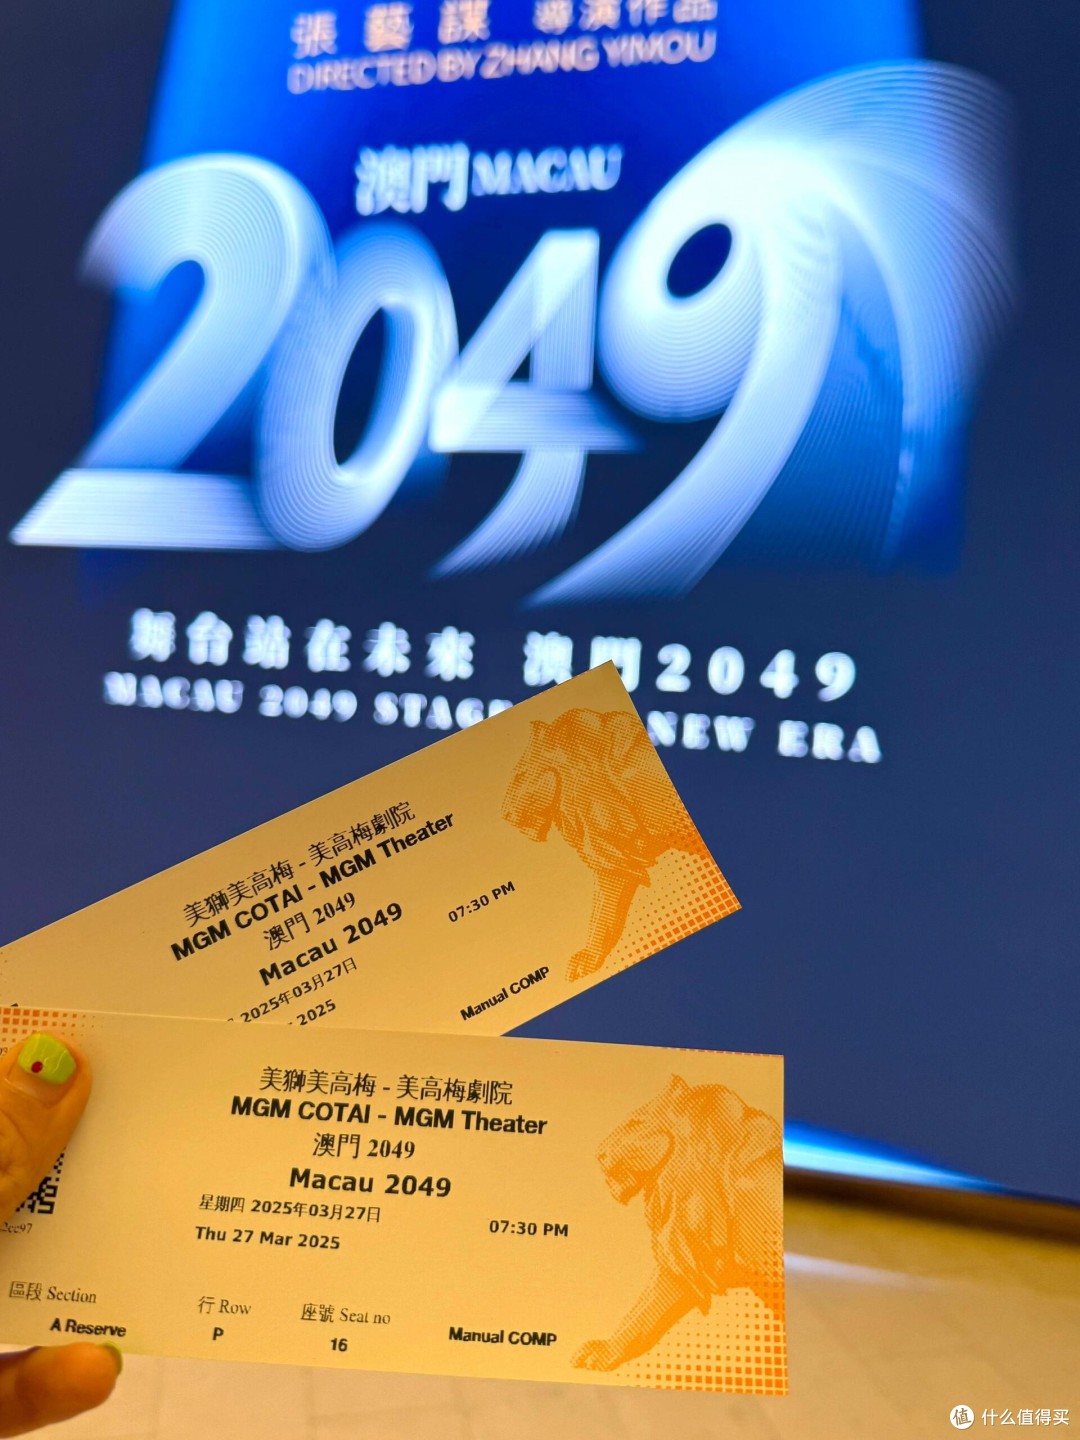 張藝謀 導演作品
DIRECTED BY ZHANG YIMOU
澳門 MACAU
2049
舞台站在未來 澳門2049
MACAU 2049 STAGE NEW ERA
美獅美高梅 - 美高梅劇院
MGM COTAI - MGM Theater
澳門 2049
Macau 2049
07:30 PM
2025年03月27日
2025
Manual COMP
美獅美高梅 - 美高梅劇院
MGM COTAI - MGM Theater
澳門 2049
Macau 2049
星期四 2025年03月27日
07:30 PM
Thu 27 Mar 2025
區段 Section
行 Row
座號 Seat no
A Reserve
P
16
Manual COMP
值 什么值得买